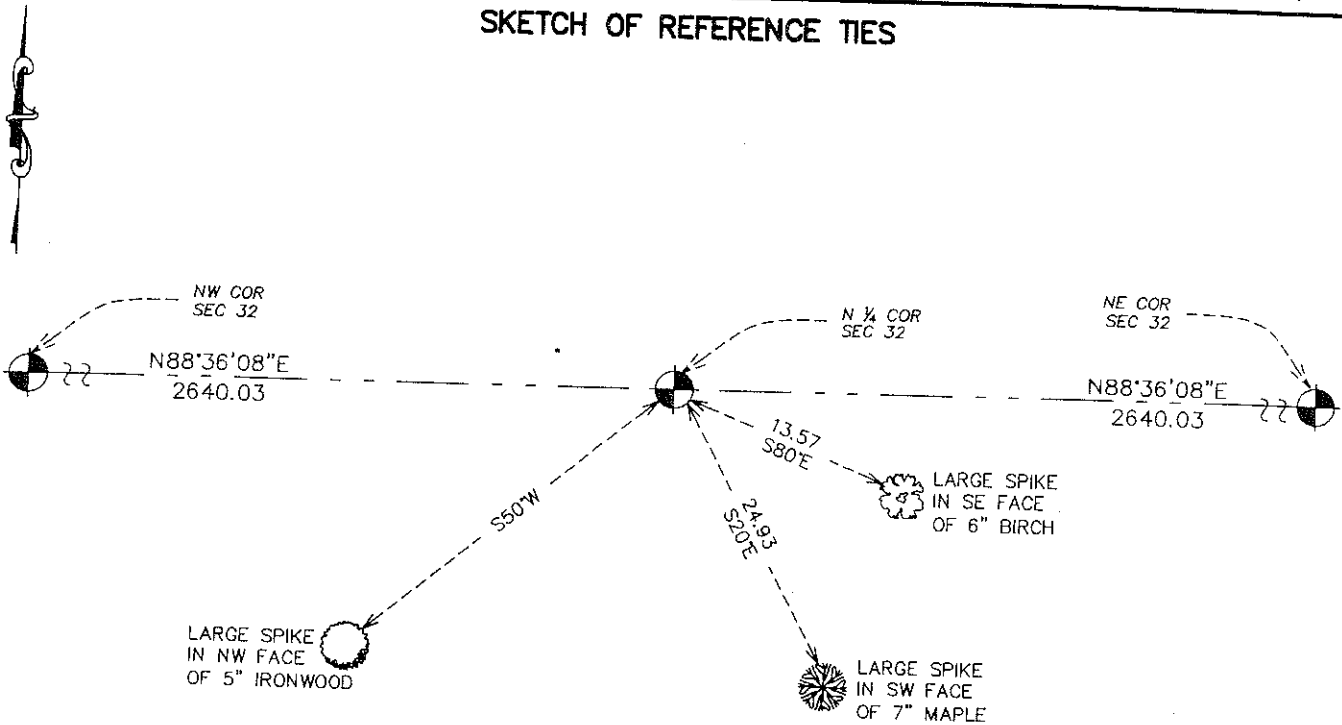 SKETCH OF REFERENCE TIES
NW COR
SEC 32
N ¼ COR
SEC 32
NE COR
SEC 32
N88°36'08"E
2640.03
N88°36'08"E
2640.03
13.57
S80°E
S50°W
24.93
S20°E
LARGE SPIKE
IN SE FACE
OF 6" BIRCH
LARGE SPIKE
IN NW FACE
OF 5" IRONWOOD
LARGE SPIKE
IN SW FACE
OF 7" MAPLE